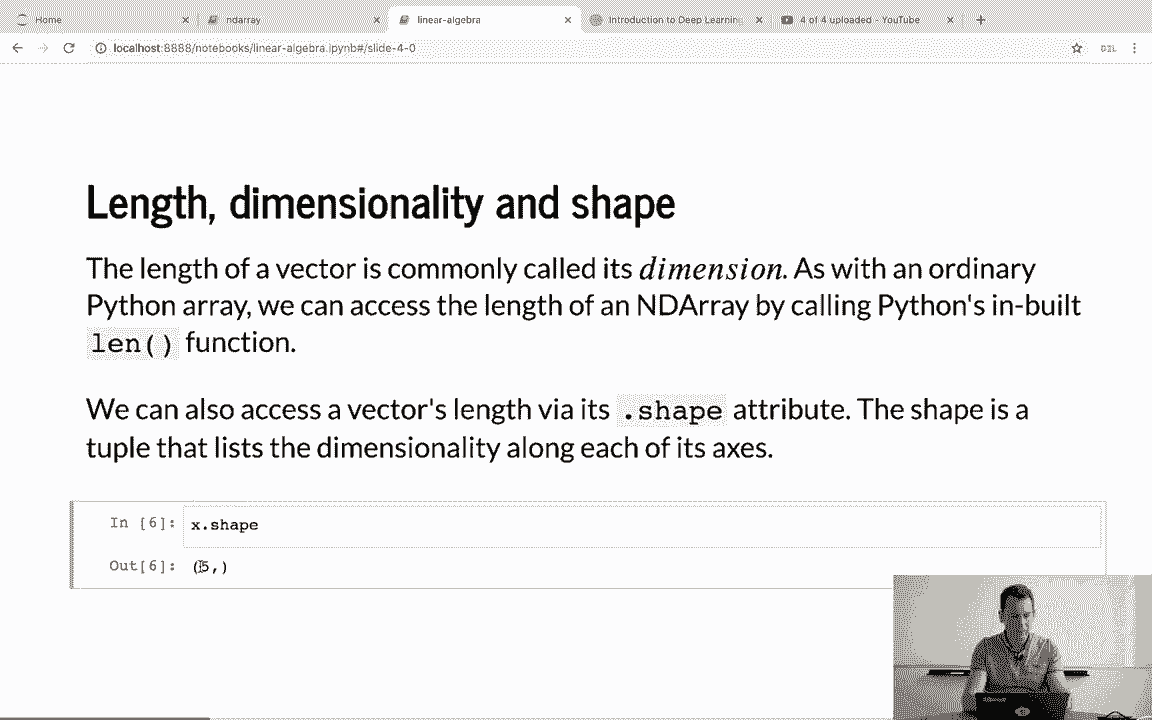 Home
ndarray
linear-algebra
Introduction to Deep Learning
4 of 4 uploaded - YouTube
localhost:8888/notebooks/linear-algebra.ipynb#/slide-4-0
Length, dimensionality and shape
The length of a vector is commonly called its dimension. As with an ordinary
Python array, we can access the length of an NDArray by calling Python's in-built
len() function.
We can also access a vector's length via its .shape attribute. The shape is a
tuple that lists the dimensionality along each of its axes.
In [6]: x.shape
Out[6]: (5,)